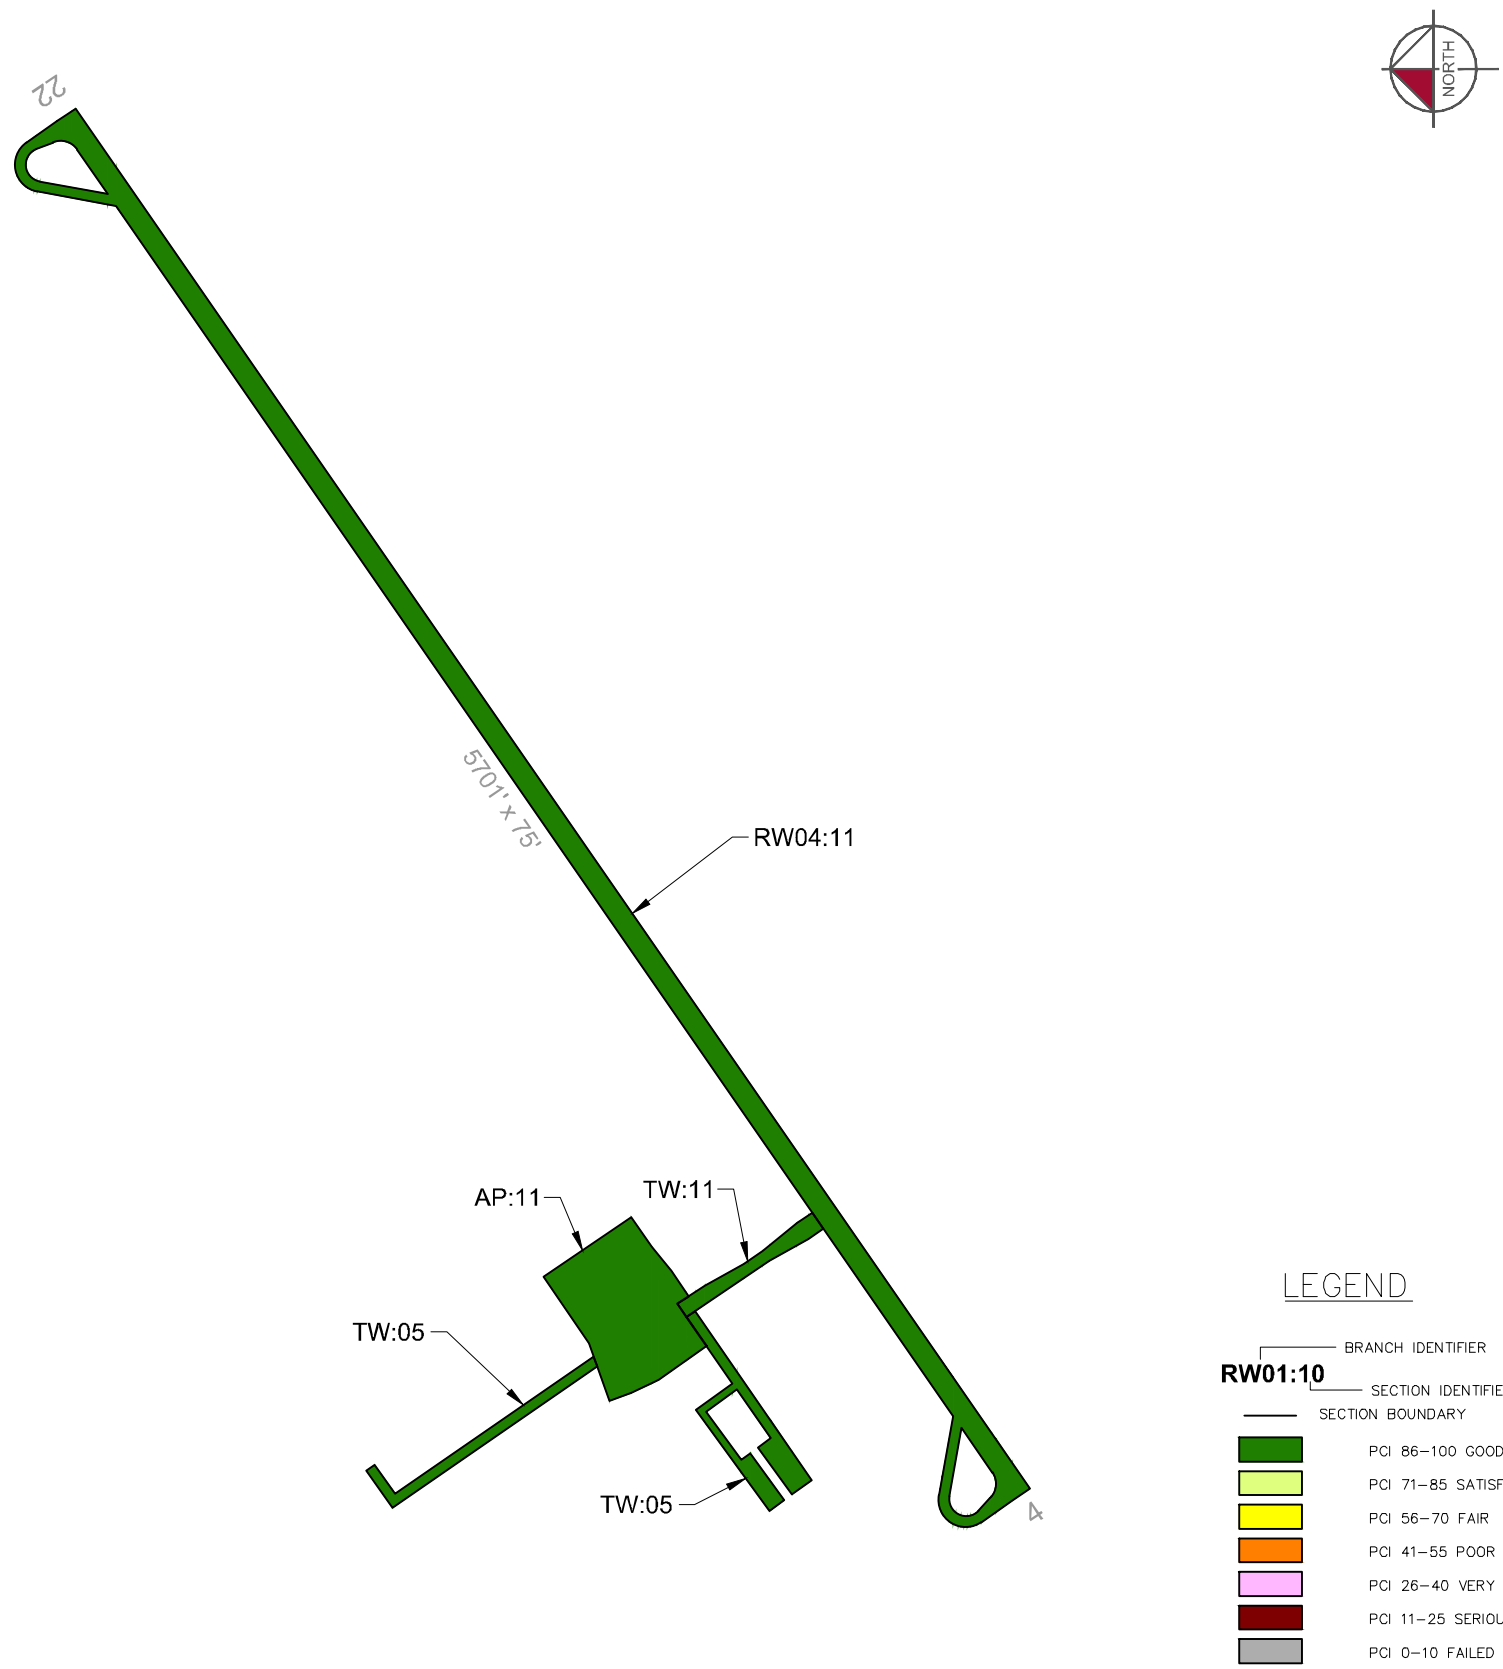 NORTH
22
5701' x 75'
RW04:11
AP:11
TW:11
TW:05
TW:05
4
LEGEND
BRANCH IDENTIFIER
RW01:10
SECTION IDENTIFIE
SECTION BOUNDARY
PCI 86-100 GOOD
PCI 71-85 SATISF
PCI 56-70 FAIR
PCI 41-55 POOR
PCI 26-40 VERY
PCI 11-25 SERIOU
PCI 0-10 FAILED